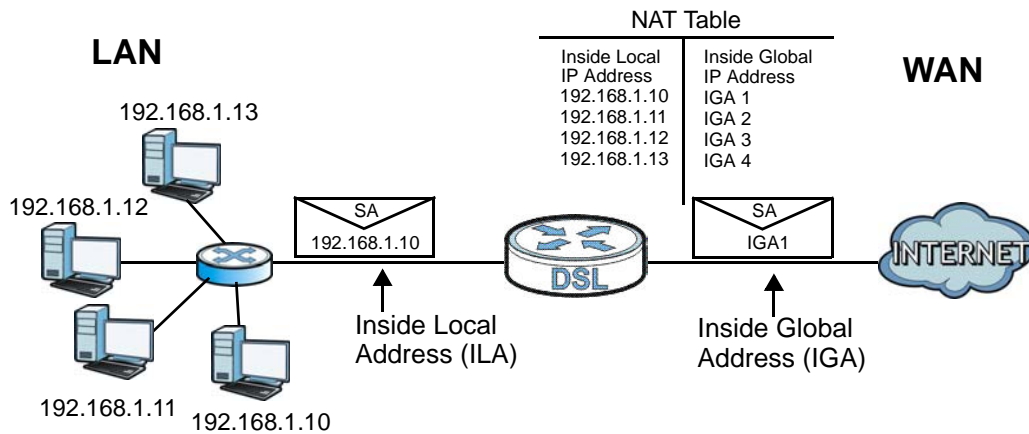 NAT Table
LAN
WAN
Inside Local
IP Address
192.168.1.10
192.168.1.11
192.168.1.12
192.168.1.13
Inside Global
IP Address
IGA 1
IGA 2
IGA 3
IGA 4
192.168.1.13
192.168.1.12
SA
192.168.1.10
SA
IGA1
DSL
INTERNET
Inside Local
Address (ILA)
Inside Global
Address (IGA)
192.168.1.11
192.168.1.10